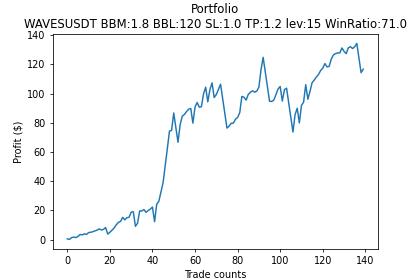 Portfolio
WAVESUSDT BBM:1.8 BBL:120 SL:1.0 TP:1.2 lev:15 WinRatio:71.0
140
120
100
80
60
40
20
0
Profit ($)
0 20 40 60 80 100 120 140
Trade counts